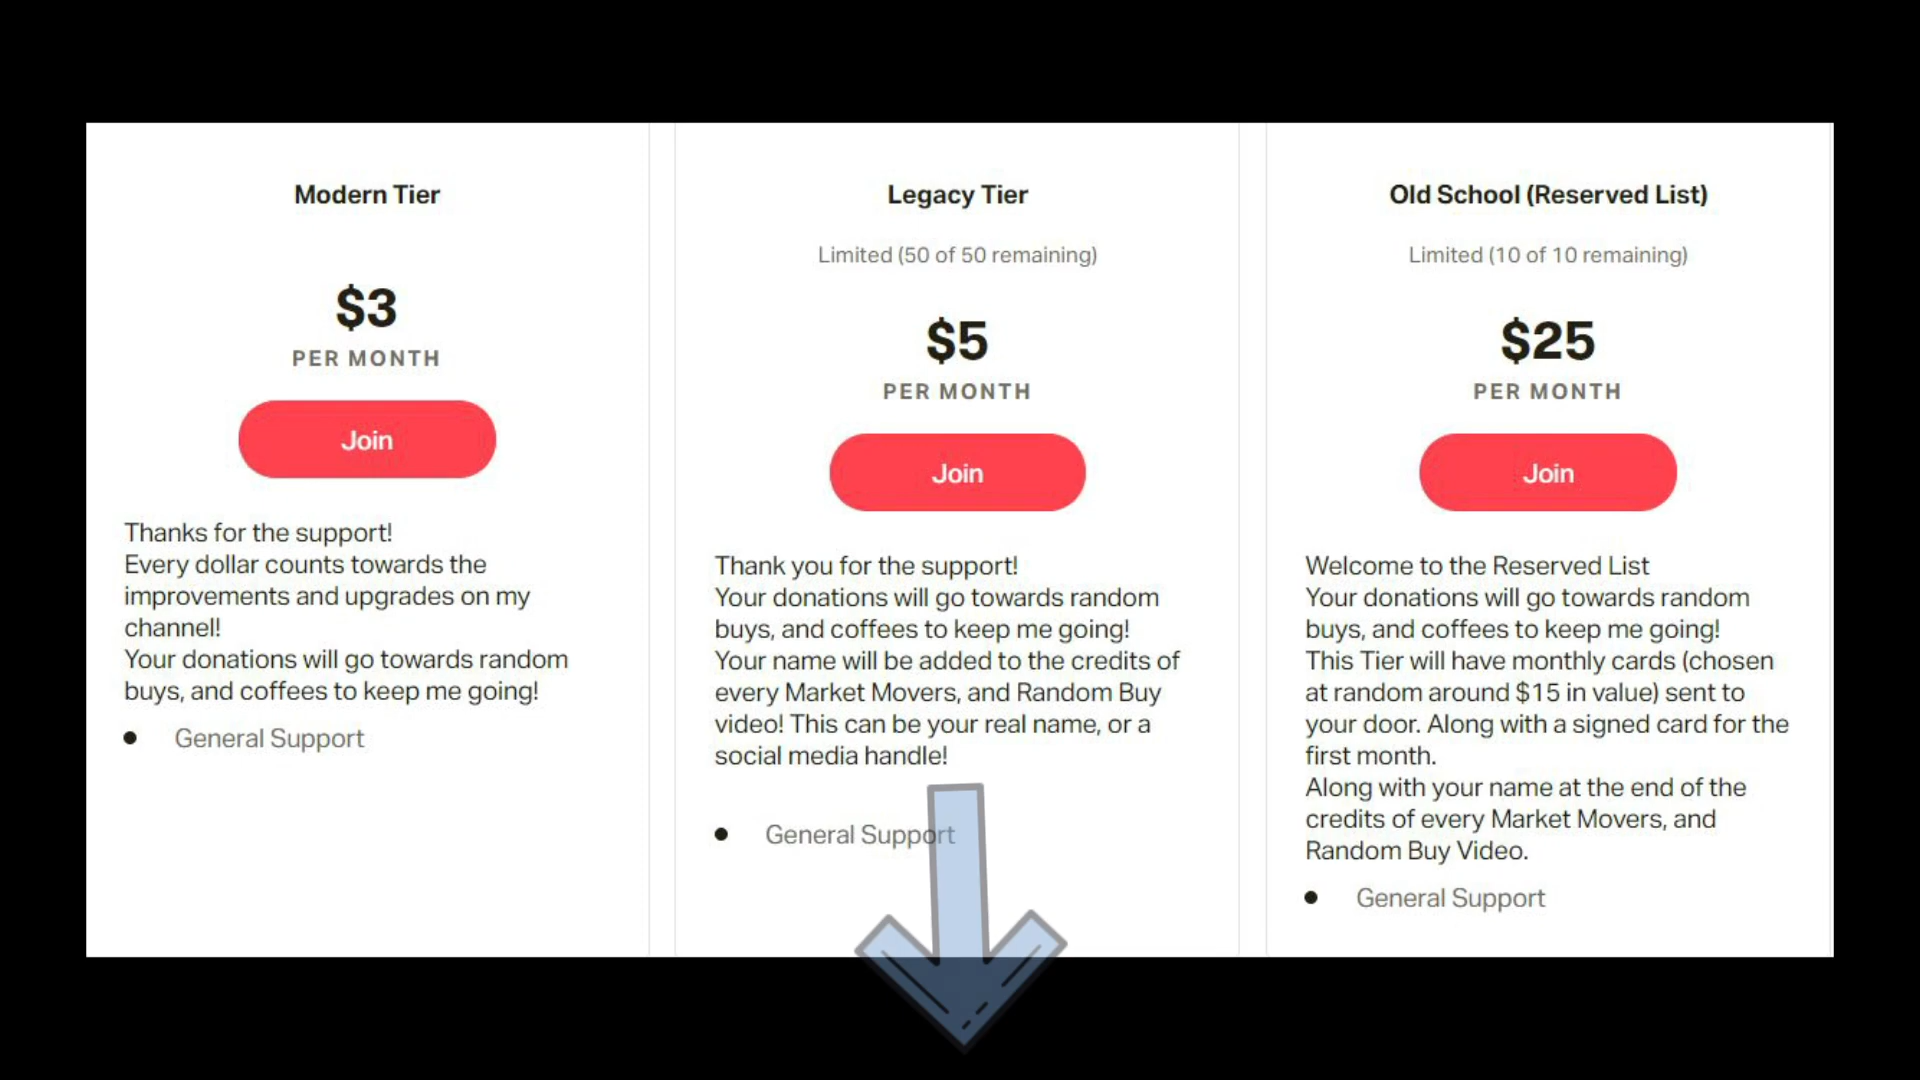 Modern Tier
$3
PER MONTH
Join
Thanks for the support!
Every dollar counts towards the
improvements and upgrades on my
channel!
Your donations will go towards random
buys, and coffees to keep me going!
General Support
Legacy Tier
Limited (50 of 50 remaining)
$5
PER MONTH
Join
Thank you for the support!
Your donations will go towards random
buys, and coffees to keep me going!
Your name will be added to the credits of
every Market Movers, and Random Buy
video! This can be your real name, or a
social media handle!
General Support
Old School (Reserved List)
Limited (10 of 10 remaining)
$25
PER MONTH
Join
Welcome to the Reserved List
Your donations will go towards random
buys, and coffees to keep me going!
This Tier will have monthly cards (chosen
at random around $15 in value) sent to
your door. Along with a signed card for the
first month.
Along with your name at the end of the
credits of every Market Movers, and
Random Buy Video.
General Support